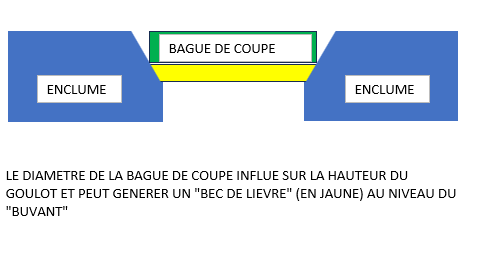 BAGUE DE COUPE
ENCLUME
ENCLUME
LE DIAMETRE DE LA BAGUE DE COUPE INFLUE SUR LA HAUTEUR DU
GOULOT ET PEUT GENERER UN "BEC DE LIEVRE" (EN JAUNE) AU NIVEAU DU
"BUVANT"